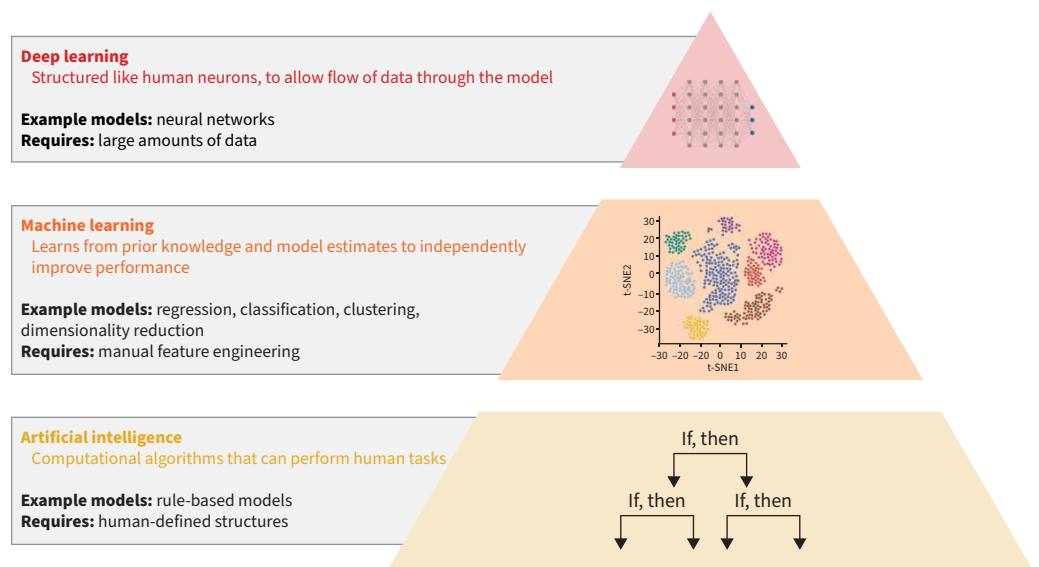 Deep learning
Structured like human neurons, to allow flow of data through the model
Example models: neural networks
Requires: large amounts of data
Machine learning
Learns from prior knowledge and model estimates to independently
improve performance
Example models: regression, classification, clustering,
dimensionality reduction
Requires: manual feature engineering
t-SNE2
30
20
10
0
–10
–20
–30
–30 –20 –20 0 10 20 30
t-SNE1
Artificial intelligence
Computational algorithms that can perform human tasks
Example models: rule-based models
Requires: human-defined structures
If, then
If, then If, then